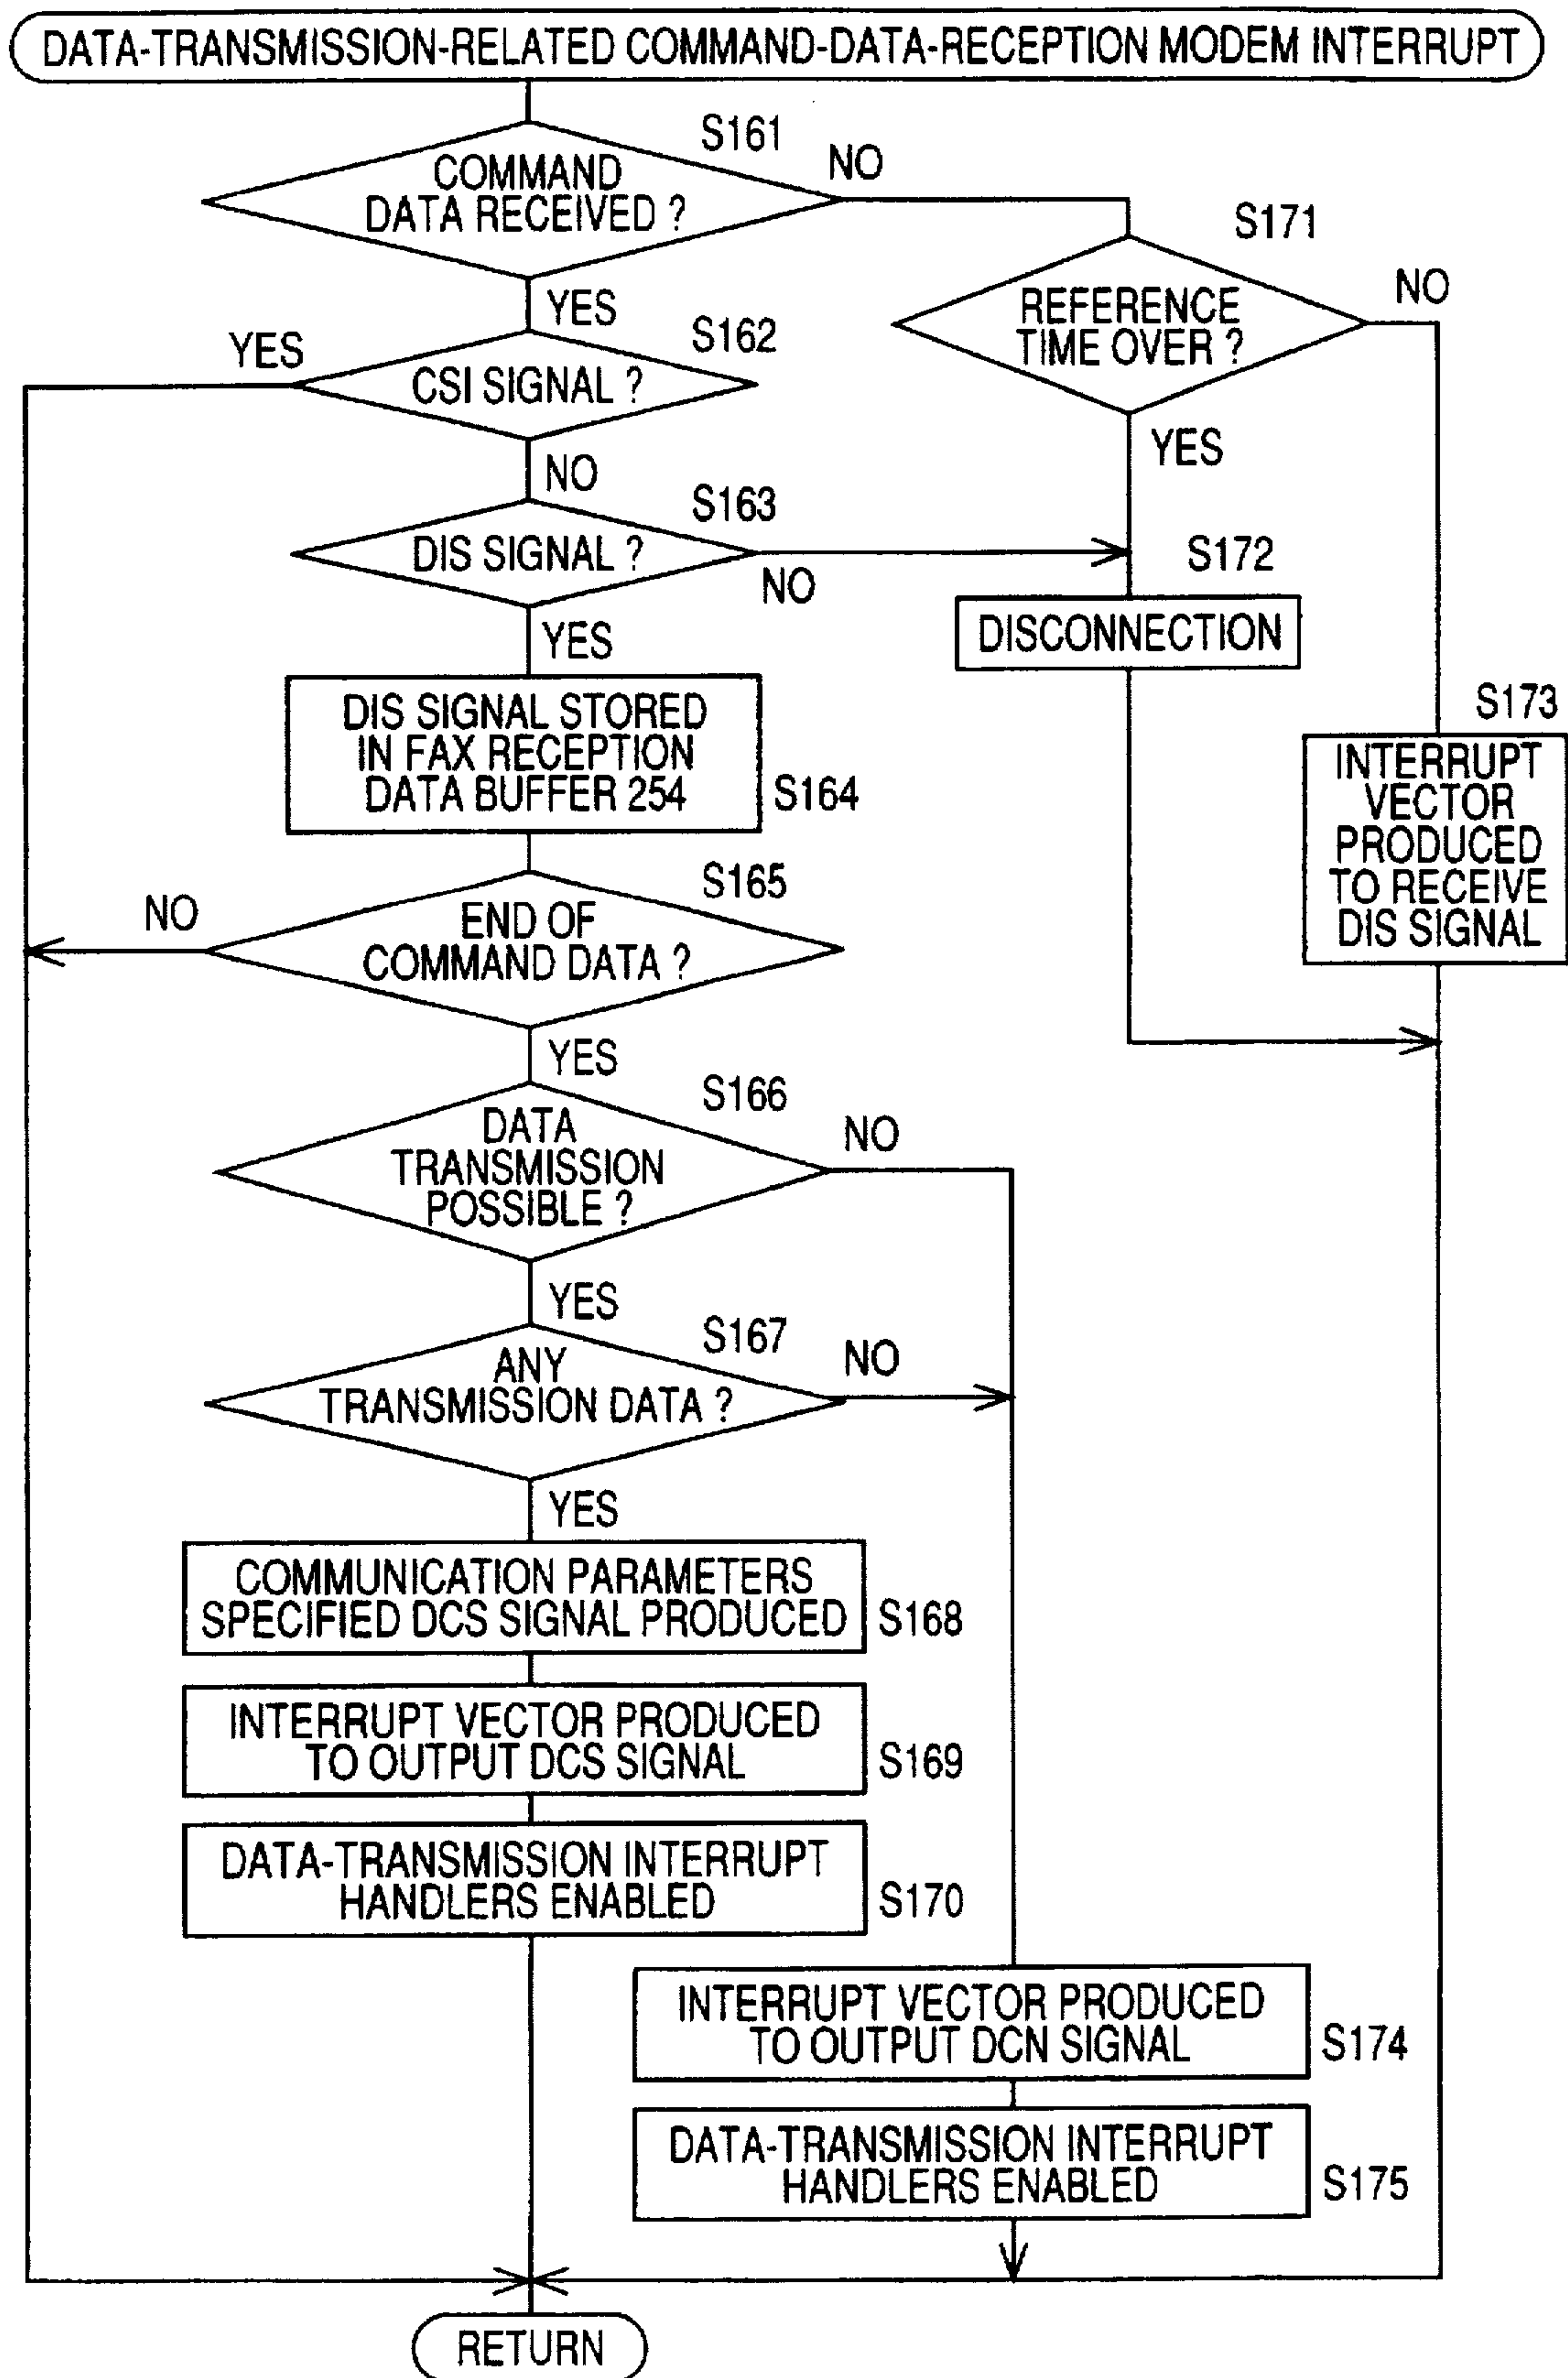 DATA-TRANSMISSION-RELATED COMMAND-DATA-RECEPTION MODEM INTERRUPT
S161
COMMAND
DATA RECEIVED ?
NO
YES
S171
REFERENCE
TIME OVER ?
NO
YES
S162
CSI SIGNAL ?
YES
NO
S163
DIS SIGNAL ?
NO
YES
S172
DISCONNECTION
S173
INTERRUPT
VECTOR
PRODUCED
TO RECEIVE
DIS SIGNAL
DIS SIGNAL STORED
IN FAX RECEPTION
DATA BUFFER 254
S164
S165
END OF
COMMAND DATA ?
NO
YES
S166
DATA
TRANSMISSION
POSSIBLE ?
NO
YES
S167
ANY
TRANSMISSION DATA ?
NO
YES
COMMUNICATION PARAMETERS
SPECIFIED DCS SIGNAL PRODUCED
S168
INTERRUPT VECTOR PRODUCED
TO OUTPUT DCS SIGNAL
S169
DATA-TRANSMISSION INTERRUPT
HANDLERS ENABLED
S170
INTERRUPT VECTOR PRODUCED
TO OUTPUT DCN SIGNAL
S174
DATA-TRANSMISSION INTERRUPT
HANDLERS ENABLED
S175
RETURN